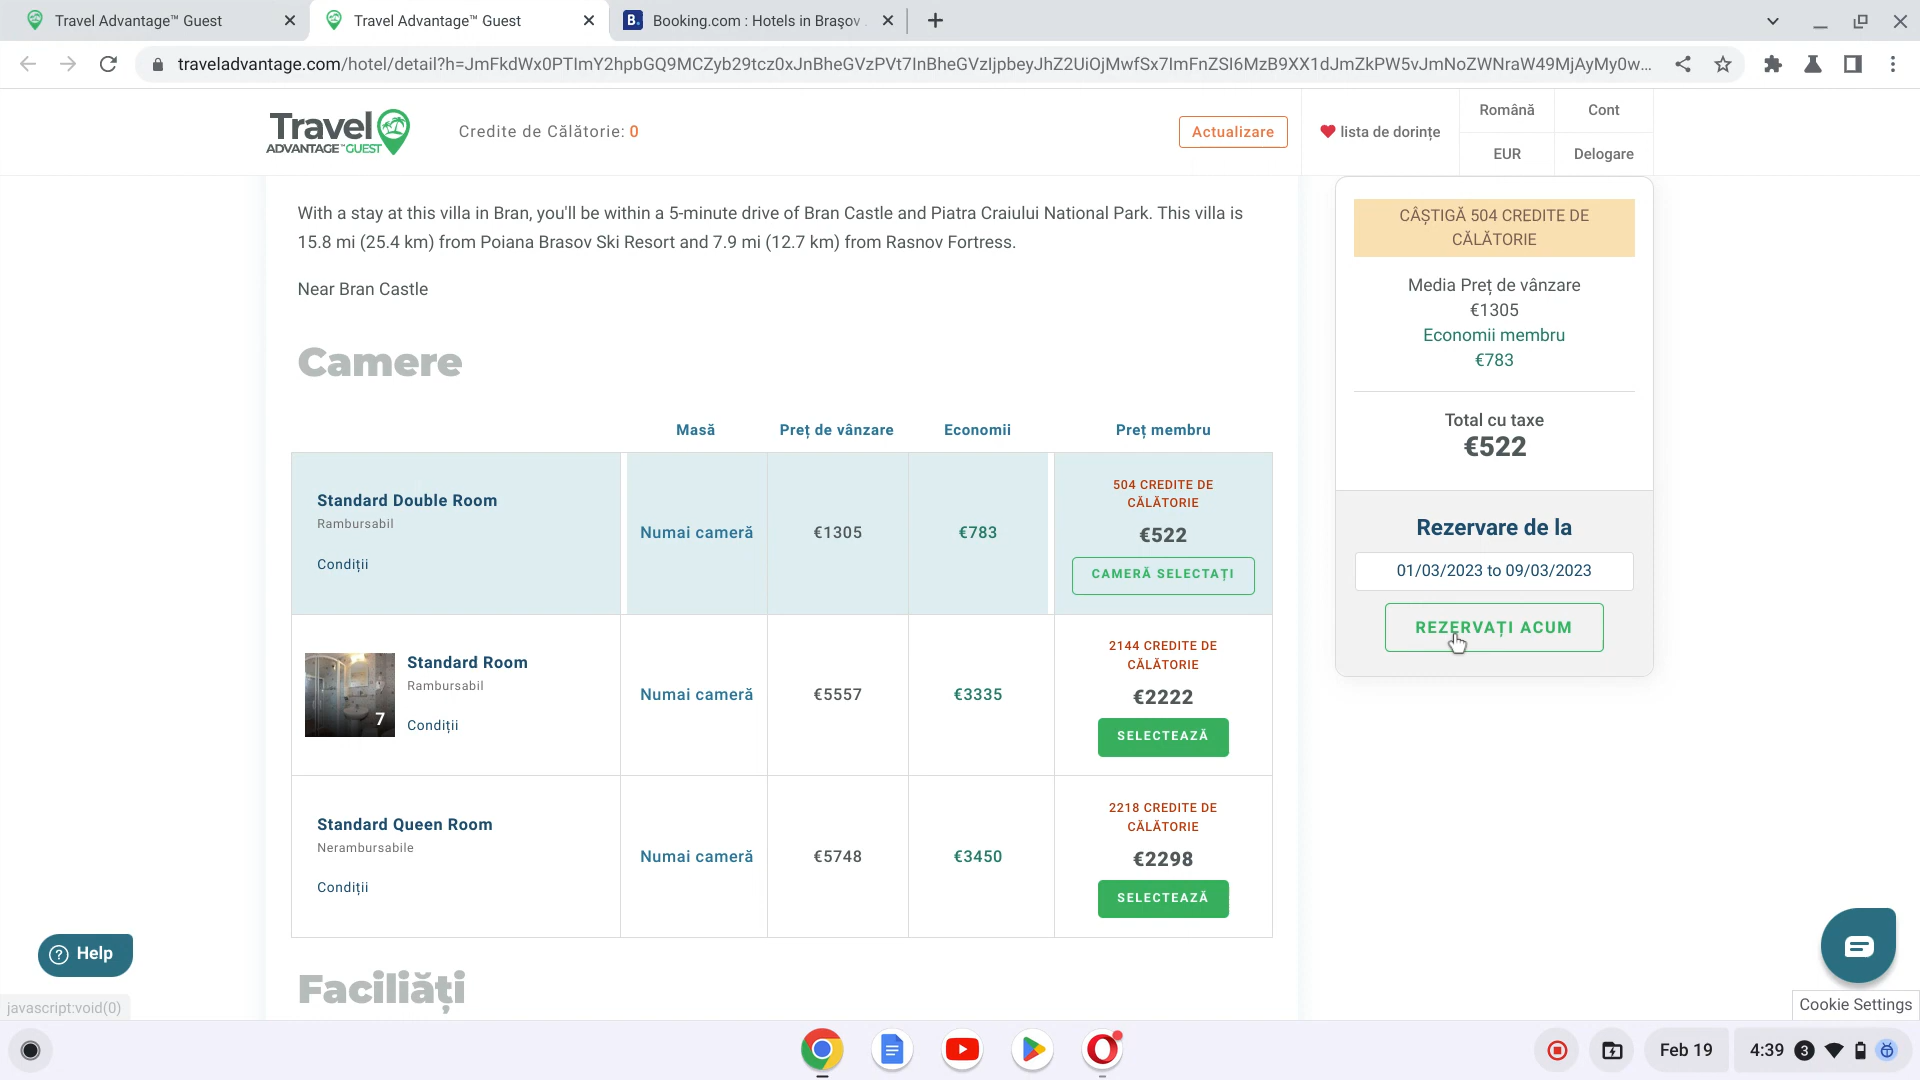 Travel Advantage™ Guest
Travel Advantage™ Guest
B. Booking.com : Hotels in Brașov
traveladvantage.com/hotel/detail?h=JmFkdWx0PTImY2hpbGQ9MCZyb29tcz0xJnBheGVzPVt7InBheGVzIjpbeyJhZ2UiOjMwfSx7ImFnZSI6MzB9XX1dJmZkPW5vJmNoZWNraW49MjAyMy0w...
Travel
ADVANTAGE™GUEST
Credite de Călătorie: 0
Actualizare
lista de dorințe
Română
Cont
EUR
Delogare
With a stay at this villa in Bran, you'll be within a 5-minute drive of Bran Castle and Piatra Craiului National Park. This villa is
15.8 mi (25.4 km) from Poiana Brasov Ski Resort and 7.9 mi (12.7 km) from Rasnov Fortress.
Near Bran Castle
Camere
Masă Preț de vânzare Economii Preț membru
Standard Double Room
Rambursabil
Condiții
Numai cameră
€1305
€783
504 CREDITE DE
CĂLĂTORIE
€522
CAMERĂ SELECTAȚI
7
Standard Room
Rambursabil
Condiții
Numai cameră
€5557
€3335
2144 CREDITE DE
CĂLĂTORIE
€2222
SELECTEAZĂ
Standard Queen Room
Nerambursabile
Condiții
Numai cameră
€5748
€3450
2218 CREDITE DE
CĂLĂTORIE
€2298
SELECTEAZĂ
Faciliăți
CÂȘTIGĂ 504 CREDITE DE
CĂLĂTORIE
Media Preț de vânzare
€1305
Economii membru
€783
Total cu taxe
€522
Rezervare de la
01/03/2023 to 09/03/2023
REZERVAȚI ACUM
? Help
javascript:void(0)
Cookie Settings
Feb 19
4:39
3